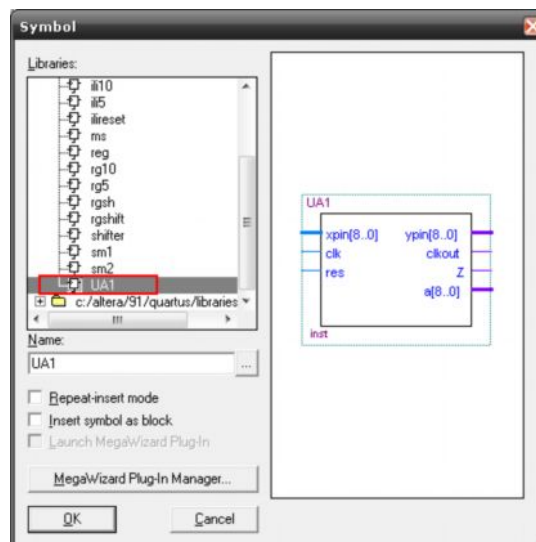 Symbol
Libraries:
ili10
ili5
ilireset
ms
reg
rg10
rg5
rgsh
rgshift
shifter
sm1
sm2
UA1
c:/altera/91/quartus/libraries
Name:
UA1
...
Repeat-insert mode
Insert symbol as block
Launch MegaWizard Plug-In
MegaWizard Plug-In Manager...
OK
Cancel
UA1
xpin[8..0] ypin[8..0]
clk clkout
res Z
a[8..0]
inst